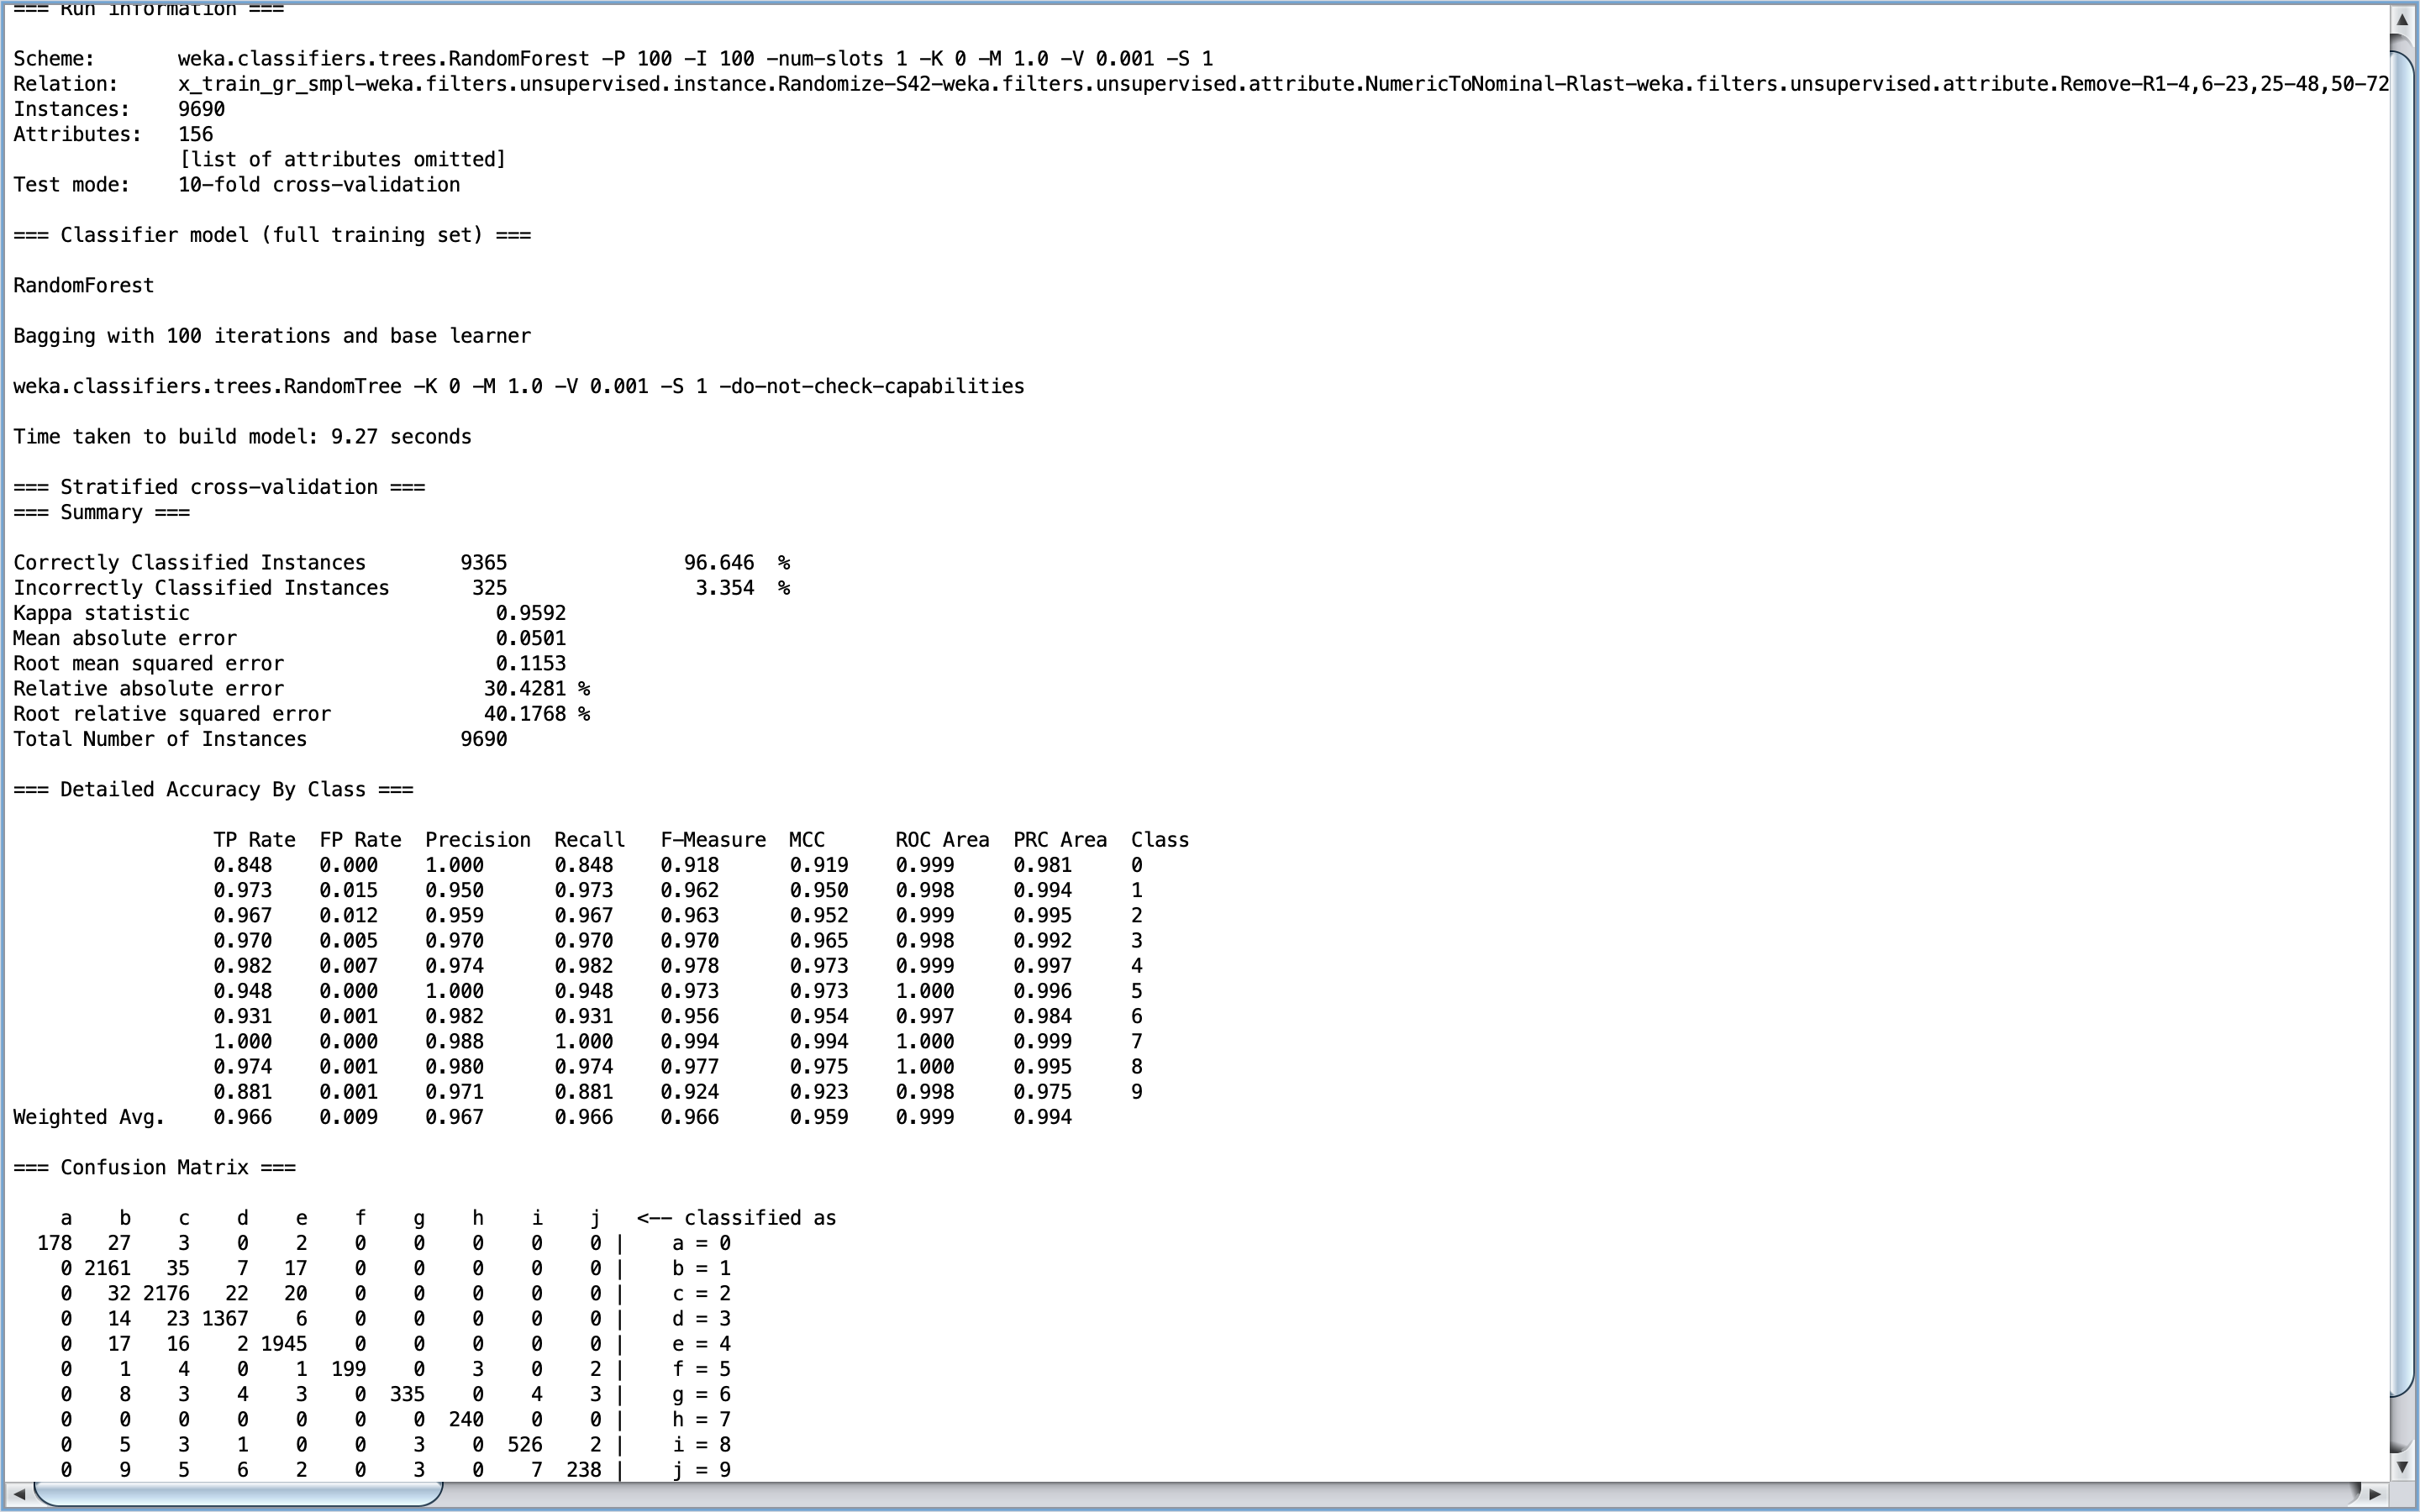 === Run information ===
Scheme:       weka.classifiers.trees.RandomForest -P 100 -I 100 -num-slots 1 -K 0 -M 1.0 -V 0.001 -S 1
Relation:     x_train_gr_smpl-weka.filters.unsupervised.instance.Randomize-S42-weka.filters.unsupervised.attribute.NumericToNominal-Rlast-weka.filters.unsupervised.attribute.Remove-R1-4,6-23,25-48,50-72
Instances:    9690
Attributes:   156
              [list of attributes omitted]
Test mode:    10-fold cross-validation
=== Classifier model (full training set) ===
RandomForest
Bagging with 100 iterations and base learner
weka.classifiers.trees.RandomTree -K 0 -M 1.0 -V 0.001 -S 1 -do-not-check-capabilities
Time taken to build model: 9.27 seconds
=== Stratified cross-validation ===
=== Summary ===
Correctly Classified Instances        9365               96.646  %
Incorrectly Classified Instances       325                3.354  %
Kappa statistic                          0.9592
Mean absolute error                      0.0501
Root mean squared error                  0.1153
Relative absolute error                 30.4281 %
Root relative squared error             40.1768 %
Total Number of Instances             9690
=== Detailed Accuracy By Class ===
                 TP Rate  FP Rate  Precision  Recall   F-Measure  MCC      ROC Area  PRC Area  Class
                 0.848    0.000    1.000      0.848    0.918      0.919    0.999     0.981     0
                 0.973    0.015    0.950      0.973    0.962      0.950    0.998     0.994     1
                 0.967    0.012    0.959      0.967    0.963      0.952    0.999     0.995     2
                 0.970    0.005    0.970      0.970    0.970      0.965    0.998     0.992     3
                 0.982    0.007    0.974      0.982    0.978      0.973    0.999     0.997     4
                 0.948    0.000    1.000      0.948    0.973      0.973    1.000     0.996     5
                 0.931    0.001    0.982      0.931    0.956      0.954    0.997     0.984     6
                 1.000    0.000    0.988      1.000    0.994      0.994    1.000     0.999     7
                 0.974    0.001    0.980      0.974    0.977      0.975    1.000     0.995     8
                 0.881    0.001    0.971      0.881    0.924      0.923    0.998     0.975     9
Weighted Avg.    0.966    0.009    0.967      0.966    0.966      0.959    0.999     0.994
=== Confusion Matrix ===
    a    b    c    d    e    f    g    h    i    j   <-- classified as
  178   27    3    0    2    0    0    0    0    0 |    a = 0
    0 2161   35    7   17    0    0    0    0    0 |    b = 1
    0   32 2176   22   20    0    0    0    0    0 |    c = 2
    0   14   23 1367    6    0    0    0    0    0 |    d = 3
    0   17   16    2 1945    0    0    0    0    0 |    e = 4
    0    1    4    0    1  199    0    3    0    2 |    f = 5
    0    8    3    4    3    0  335    0    4    3 |    g = 6
    0    0    0    0    0    0    0  240    0    0 |    h = 7
    0    5    3    1    0    0    3    0  526    2 |    i = 8
    0    9    5    6    2    0    3    0    7  238 |    j = 9